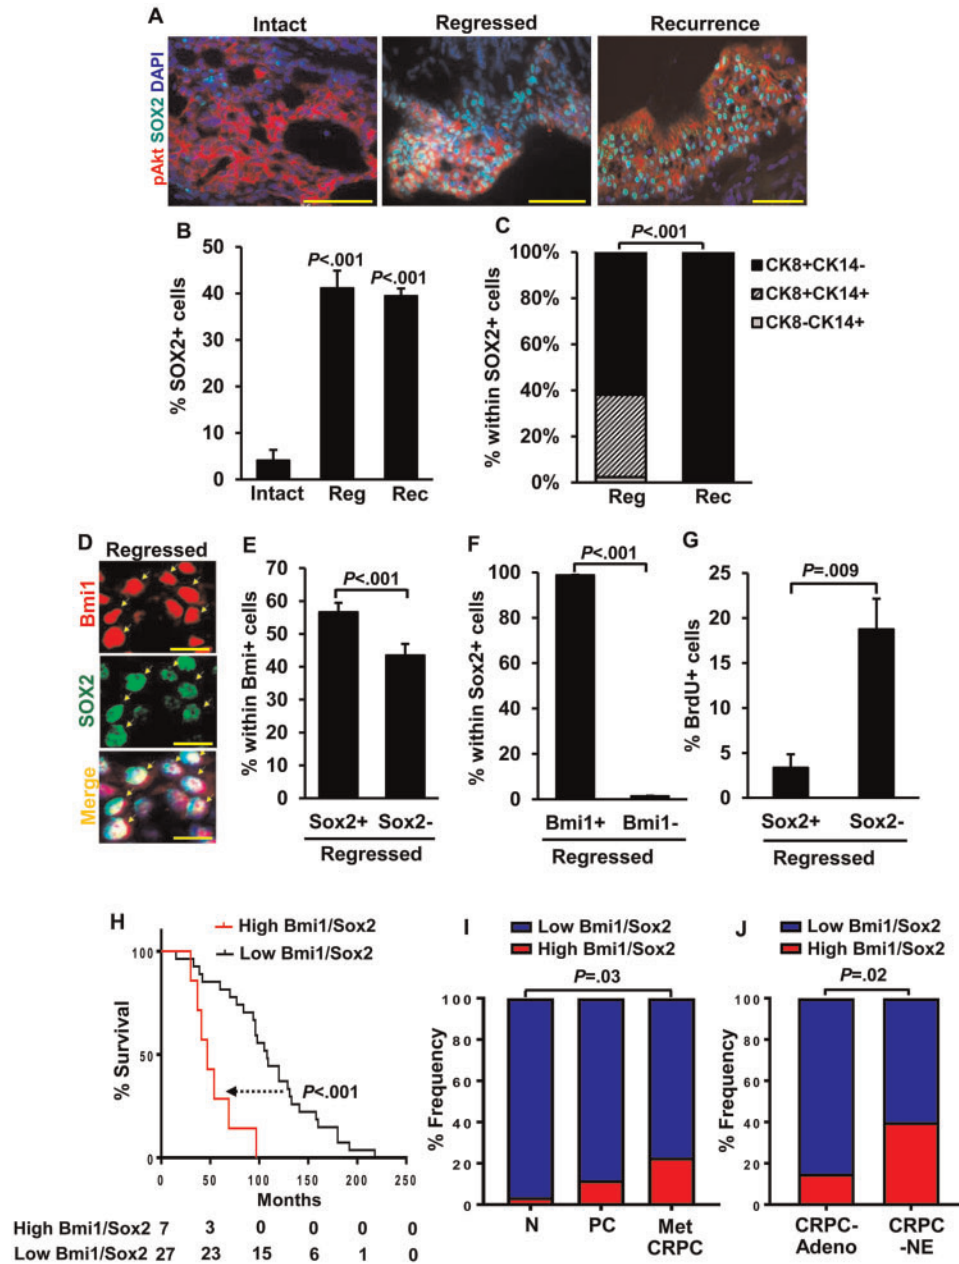 A
Intact
Regressed
Recurrence
pAkt SOX2 DAPI
B
% SOX2+ cells
50
40
30
20
10
0
P<.001
P<.001
Intact
Reg
Rec
C
% within SOX2+ cells
100%
80%
60%
40%
20%
0%
P<.001
Reg
Rec
CK8+CK14-
CK8+CK14+
CK8-CK14+
D
Regressed
Bmi1
SOX2
Merge
E
% within Bmi+ cells
80
70
60
50
40
30
20
10
0
P<.001
Sox2+ Sox2-
Regressed
F
% within Sox2+ cells
100
80
60
40
20
0
P<.001
Bmi1+ Bmi1-
Regressed
G
% BrdU+ cells
25
20
15
10
5
0
P=.009
Sox2+ Sox2-
Regressed
H
High Bmi1/Sox2
Low Bmi1/Sox2
% Survival
100
50
0
P<.001
0 50 100 150 200 250
Months
High Bmi1/Sox2 7 3 0 0 0 0
Low Bmi1/Sox2 27 23 15 6 1 0
I
Low Bmi1/Sox2
High Bmi1/Sox2
P=.03
% Frequency
100
80
60
40
20
0
N
PC
Met
CRPC
J
Low Bmi1/Sox2
High Bmi1/Sox2
P=.02
% Frequency
100
80
60
40
20
0
CRPC-
Adeno
CRPC
-NE